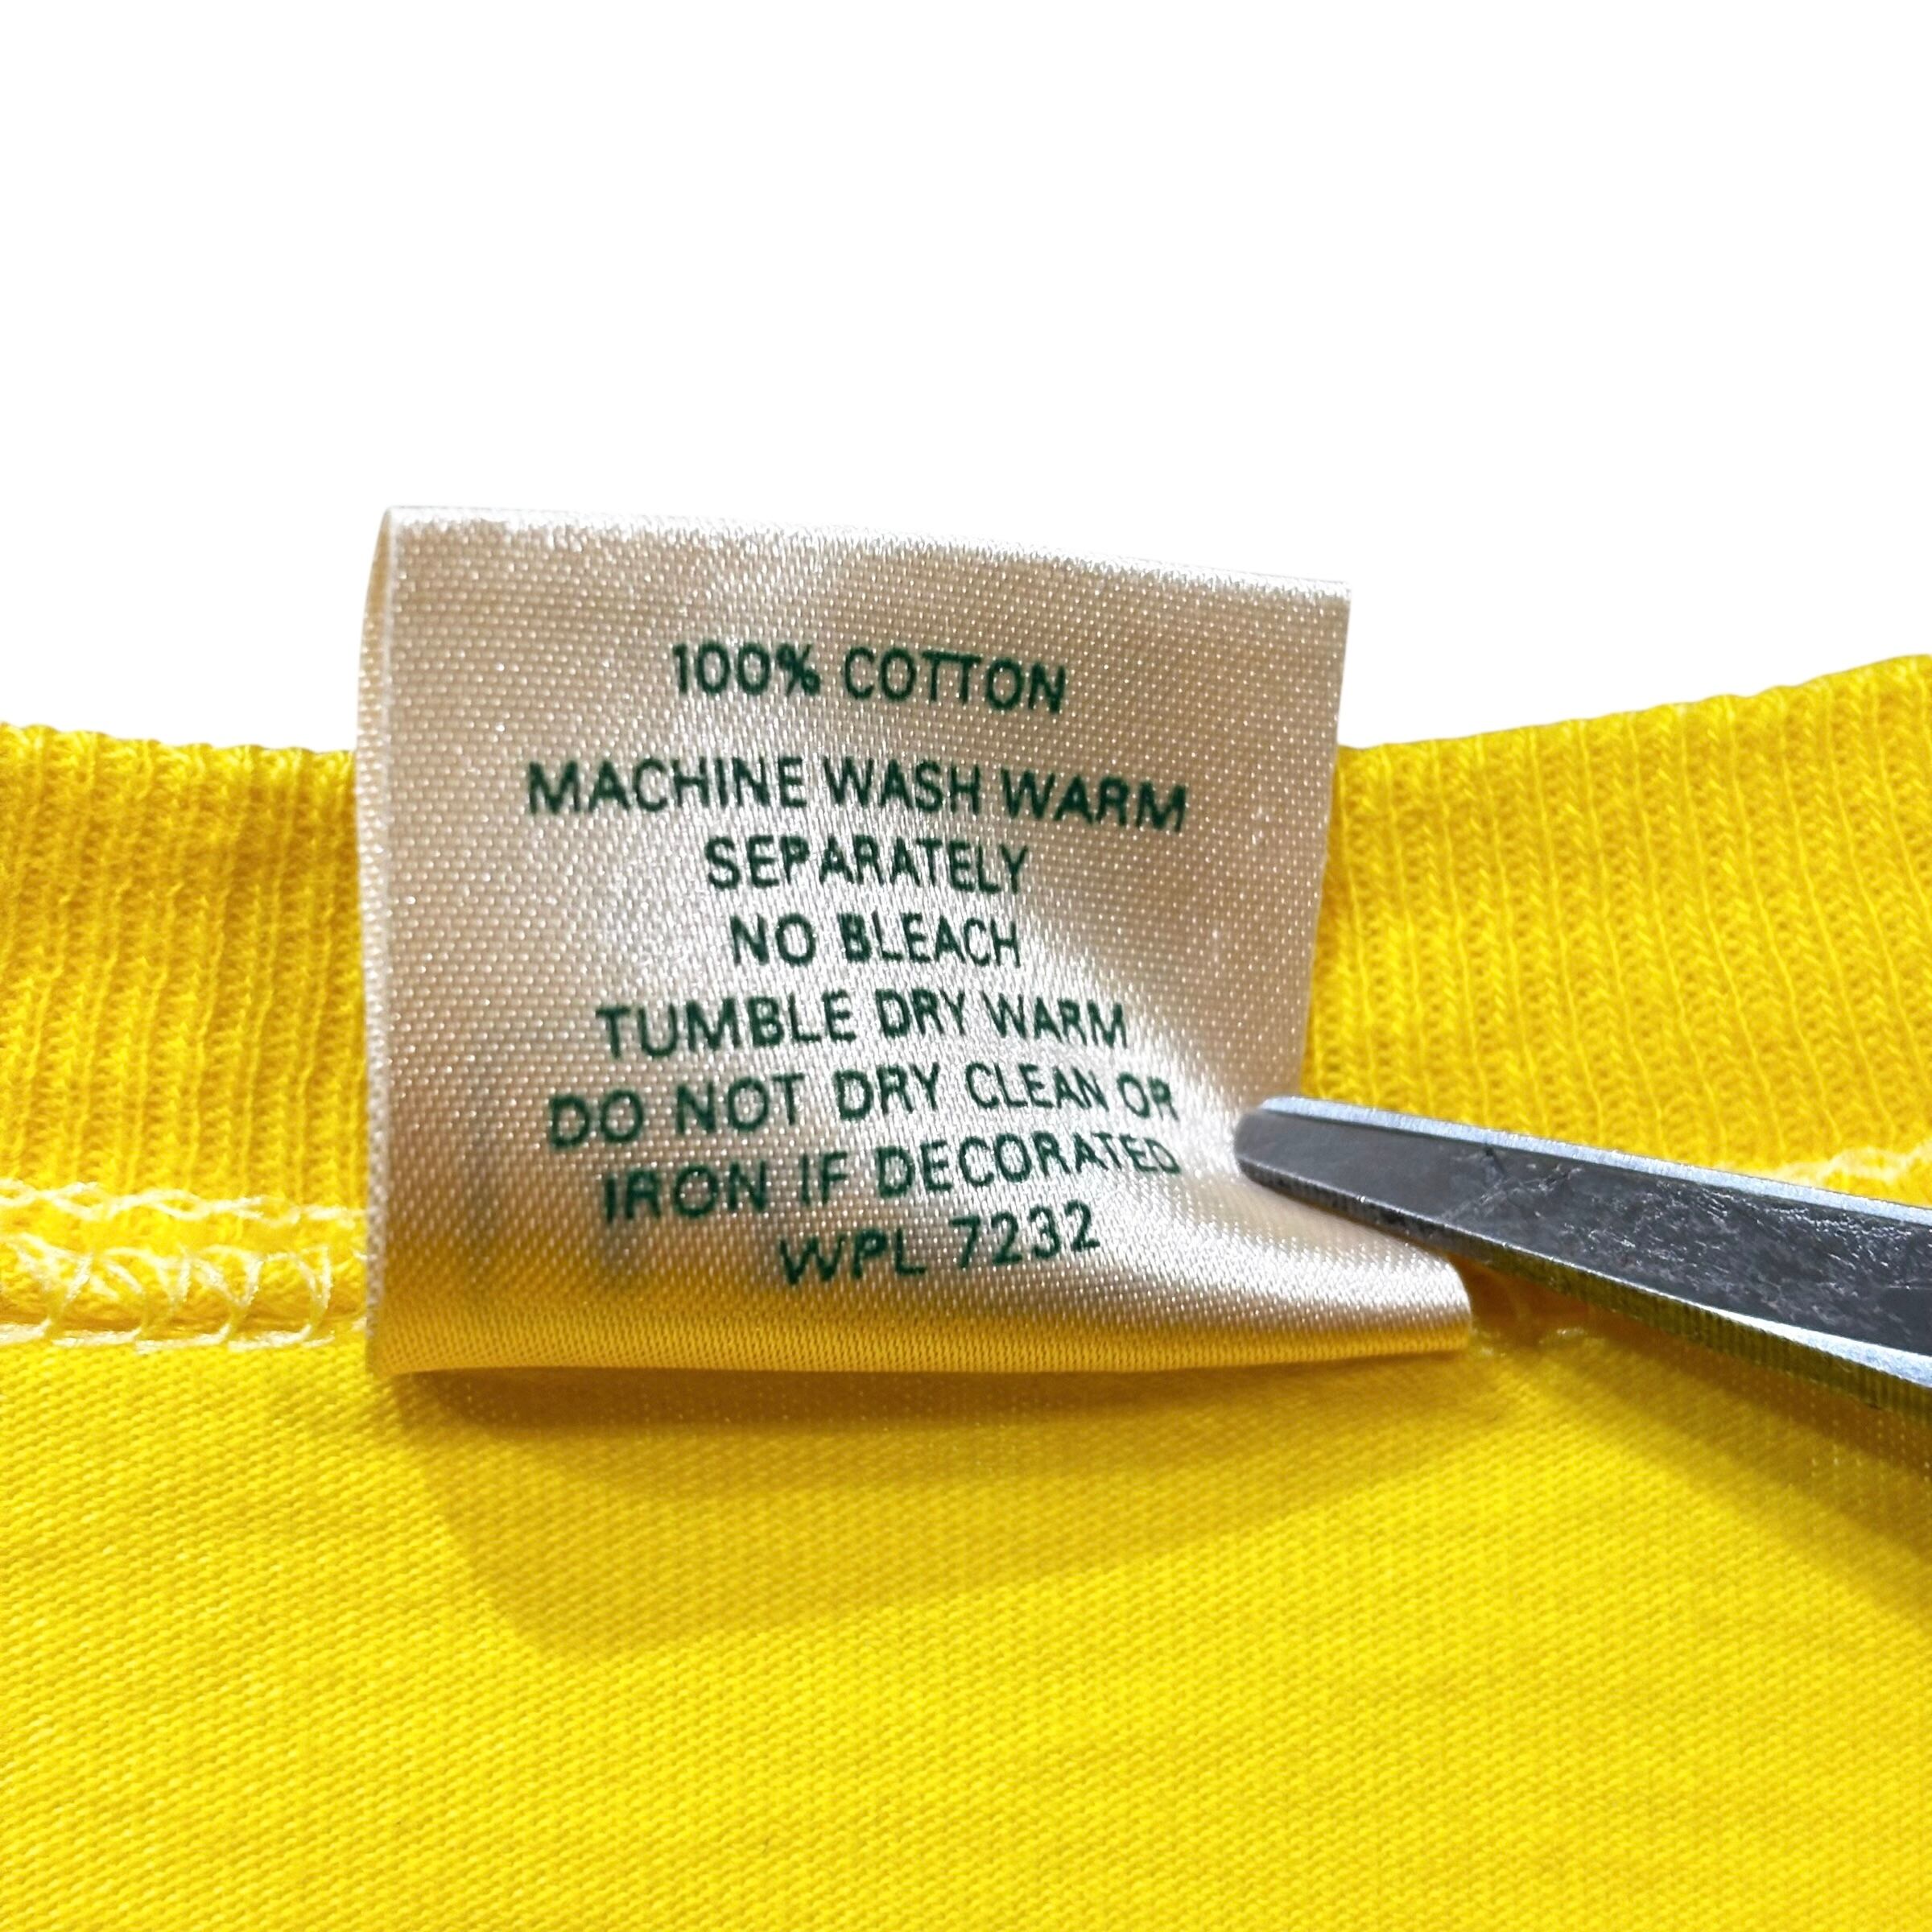 100% COTTON
MACHINE WASH WARM
SEPARATELY
NO BLEACH
TUMBLE DRY WARM
DO NOT DRY CLEAN OR
IRON IF DECORATED
WPL 7232